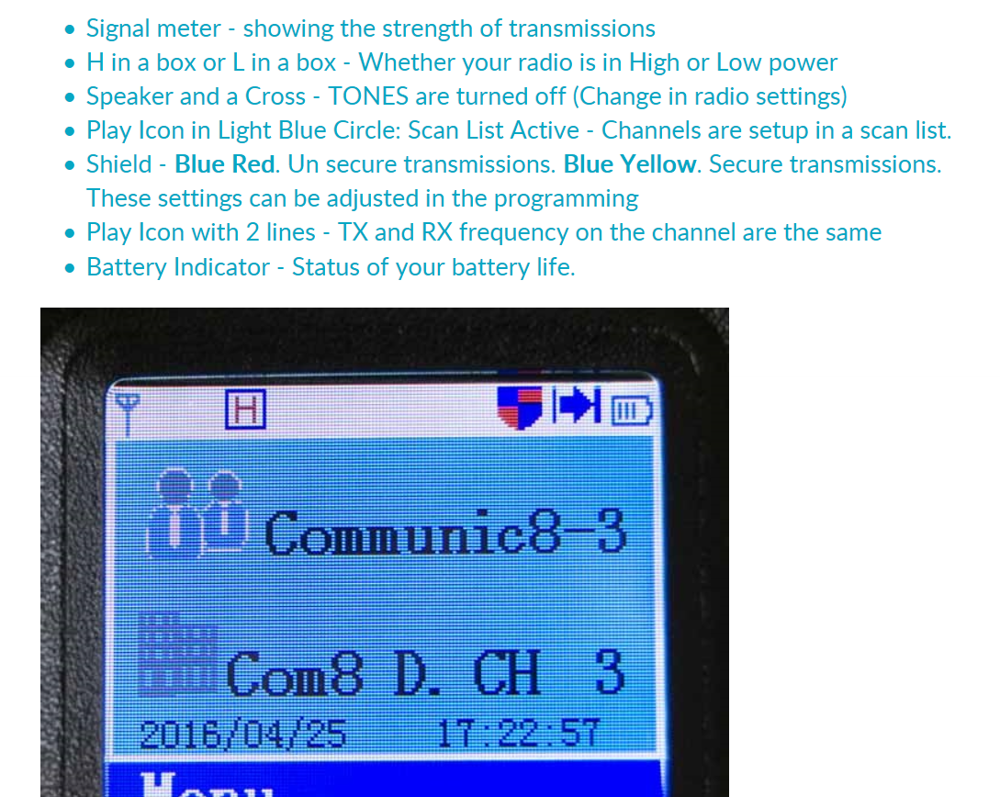 Signal meter - showing the strength of transmissions
H in a box or L in a box - Whether your radio is in High or Low power
Speaker and a Cross - TONES are turned off (Change in radio settings)
Play Icon in Light Blue Circle: Scan List Active - Channels are setup in a scan list.
Shield - Blue Red. Un secure transmissions. Blue Yellow. Secure transmissions.
These settings can be adjusted in the programming
Play Icon with 2 lines - TX and RX frequency on the channel are the same
Battery Indicator - Status of your battery life.
H
Communic8-3
Com8 D. CH 3
2016/04/25 17:22:57
Menu